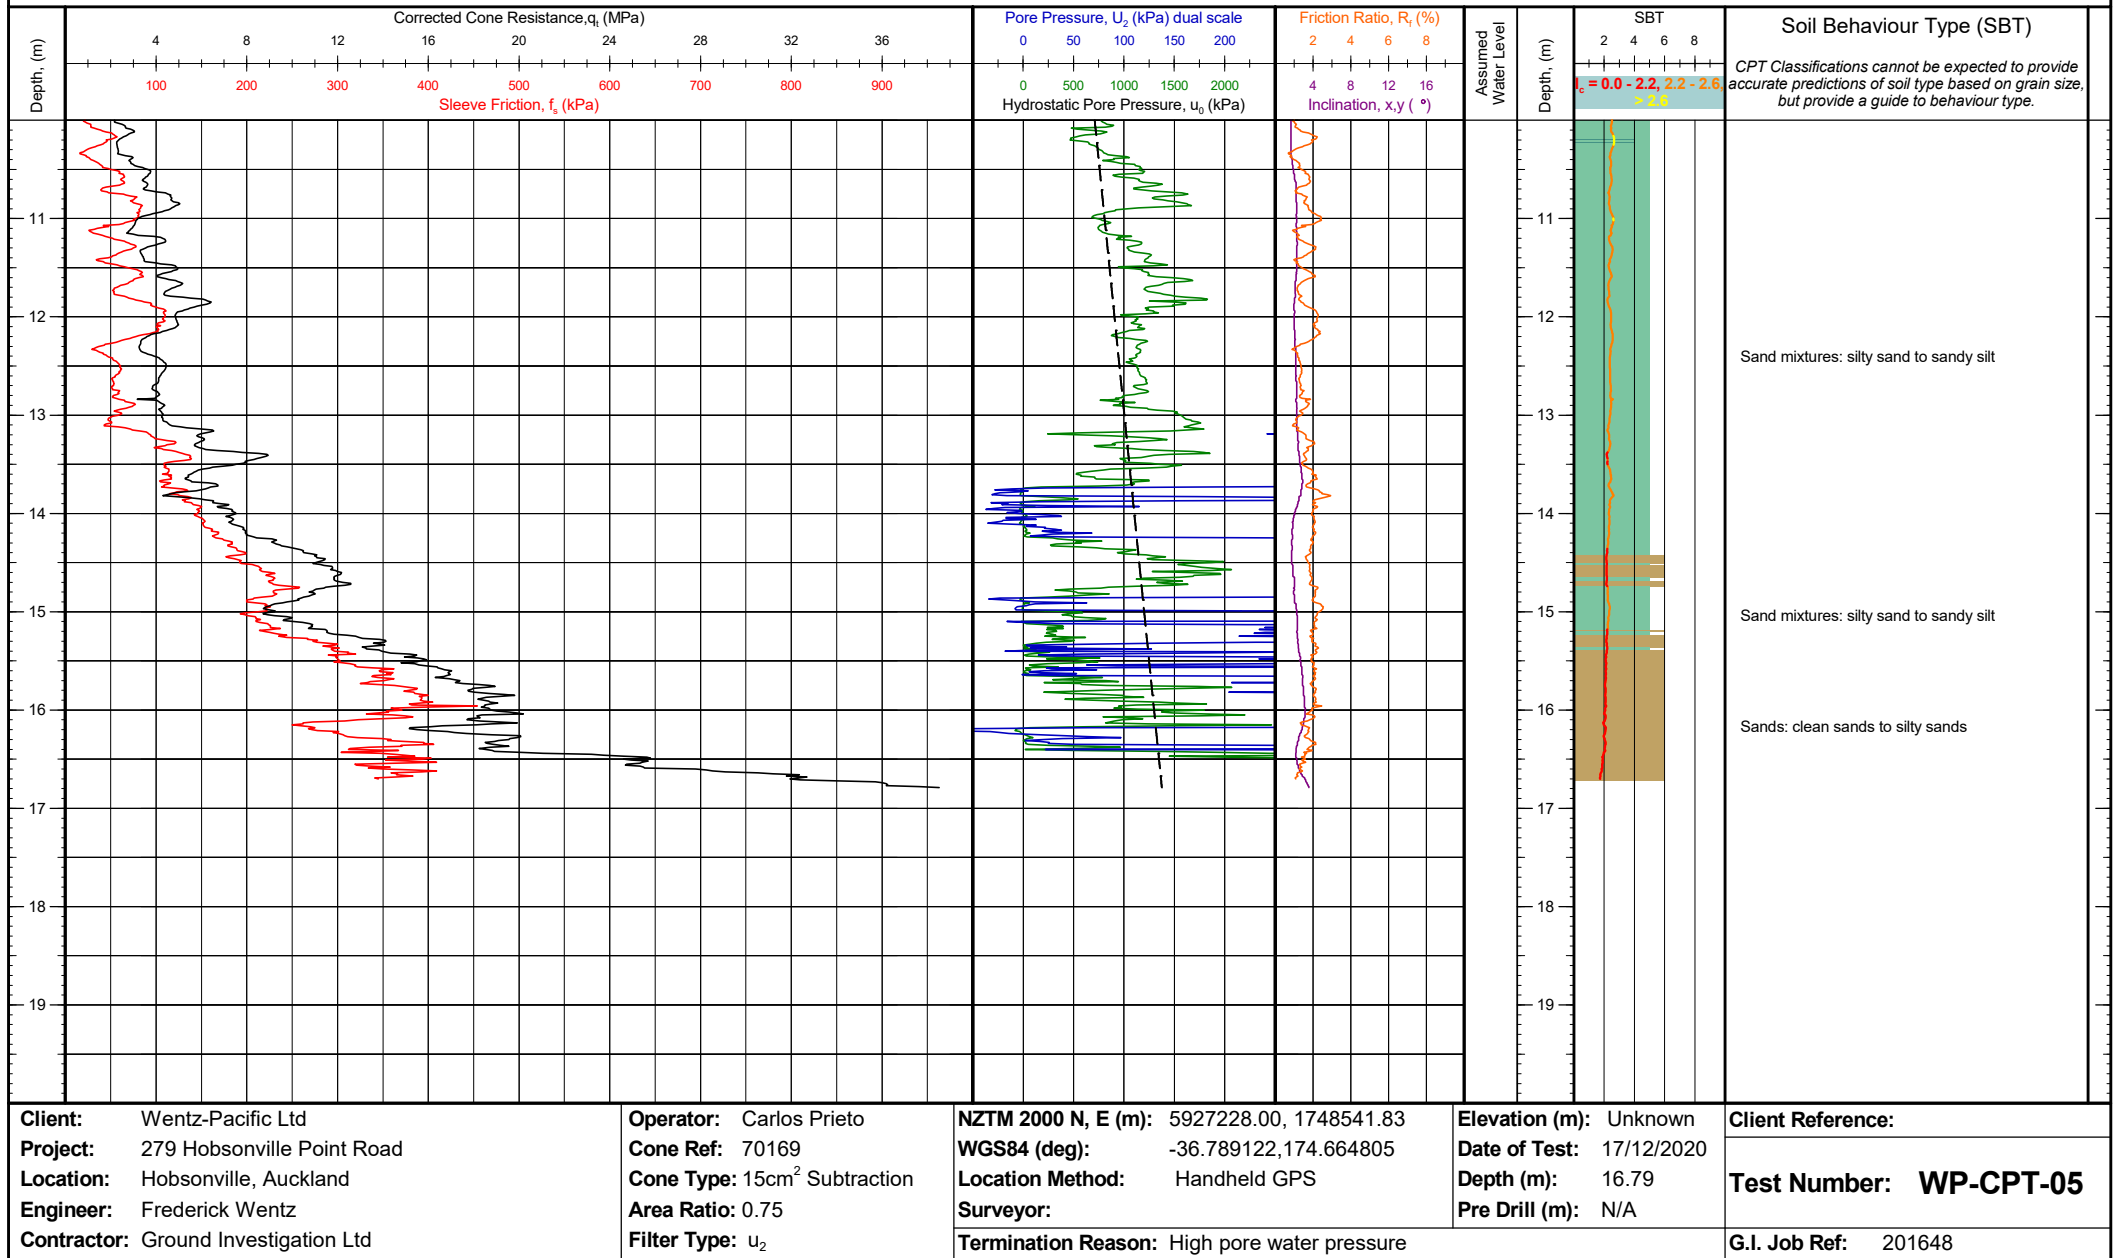 Corrected Cone Resistance,qt (MPa)
4 8 12 16 20 24 28 32 36
100 200 300 400 500 600 700 800 900
Sleeve Friction, fs (kPa)
Depth, (m)
Pore Pressure, U2 (kPa) dual scale
0 50 100 150 200
0 500 1000 1500 2000
Hydrostatic Pore Pressure, u0 (kPa)
Friction Ratio, Rf (%)
2 4 6 8
4 8 12 16
Inclination, x,y ( °)
Assumed
Water Level
Depth, (m)
SBT
2 4 6 8
Ic = 0.0 - 2.2, 2.2 - 2.6,
> 2.6
Soil Behaviour Type (SBT)
CPT Classifications cannot be expected to provide
accurate predictions of soil type based on grain size,
but provide a guide to behaviour type.
11 11
12 12
Sand mixtures: silty sand to sandy silt
13 13
14 14
15 15
Sand mixtures: silty sand to sandy silt
16 16
Sands: clean sands to silty sands
17 17
18 18
19 19
Client: Wentz-Pacific Ltd
Project: 279 Hobsonville Point Road
Location: Hobsonville, Auckland
Engineer: Frederick Wentz
Contractor: Ground Investigation Ltd
Operator: Carlos Prieto
Cone Ref: 70169
Cone Type: 15cm2 Subtraction
Area Ratio: 0.75
Filter Type: u2
NZTM 2000 N, E (m): 5927228.00, 1748541.83
WGS84 (deg): -36.789122,174.664805
Location Method: Handheld GPS
Surveyor:
Termination Reason: High pore water pressure
Elevation (m): Unknown
Date of Test: 17/12/2020
Depth (m): 16.79
Pre Drill (m): N/A
Client Reference:
Test Number: WP-CPT-05
G.I. Job Ref: 201648